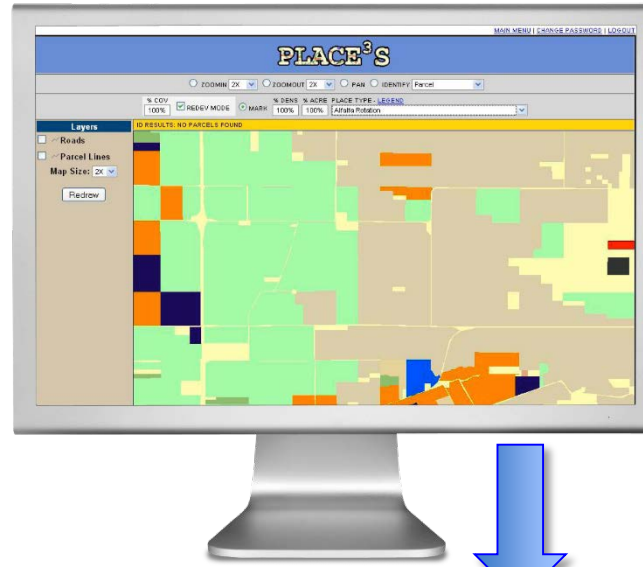 MAIN MENU | CHANGE PASSWORD | LOGOUT
PLACE³S
ZOOMIN 2X ZOOMOUT 2X PAN IDENTIFY Parcel
% COV 100% REDEV MODE MARK % DENS 100% % ACRE 100% PLACE TYPE - LEGEND Alfalfa Rotation
Layers
ID RESULTS: NO PARCELS FOUND
Roads
Parcel Lines
Map Size: 2X
Redraw